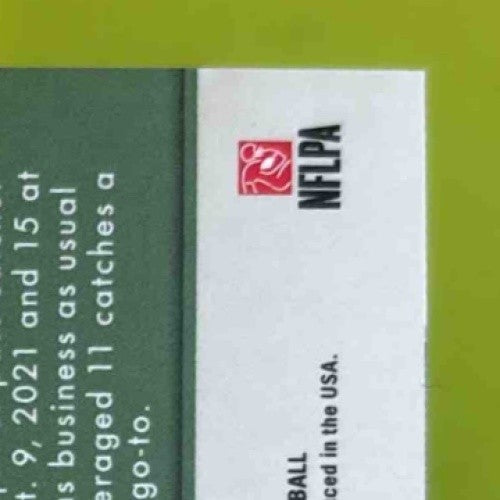 t. 9, 2021 and 15 at
s business as usual
eraged 11 catches a
go-to.
NFLPA
BALL
ced in the USA.